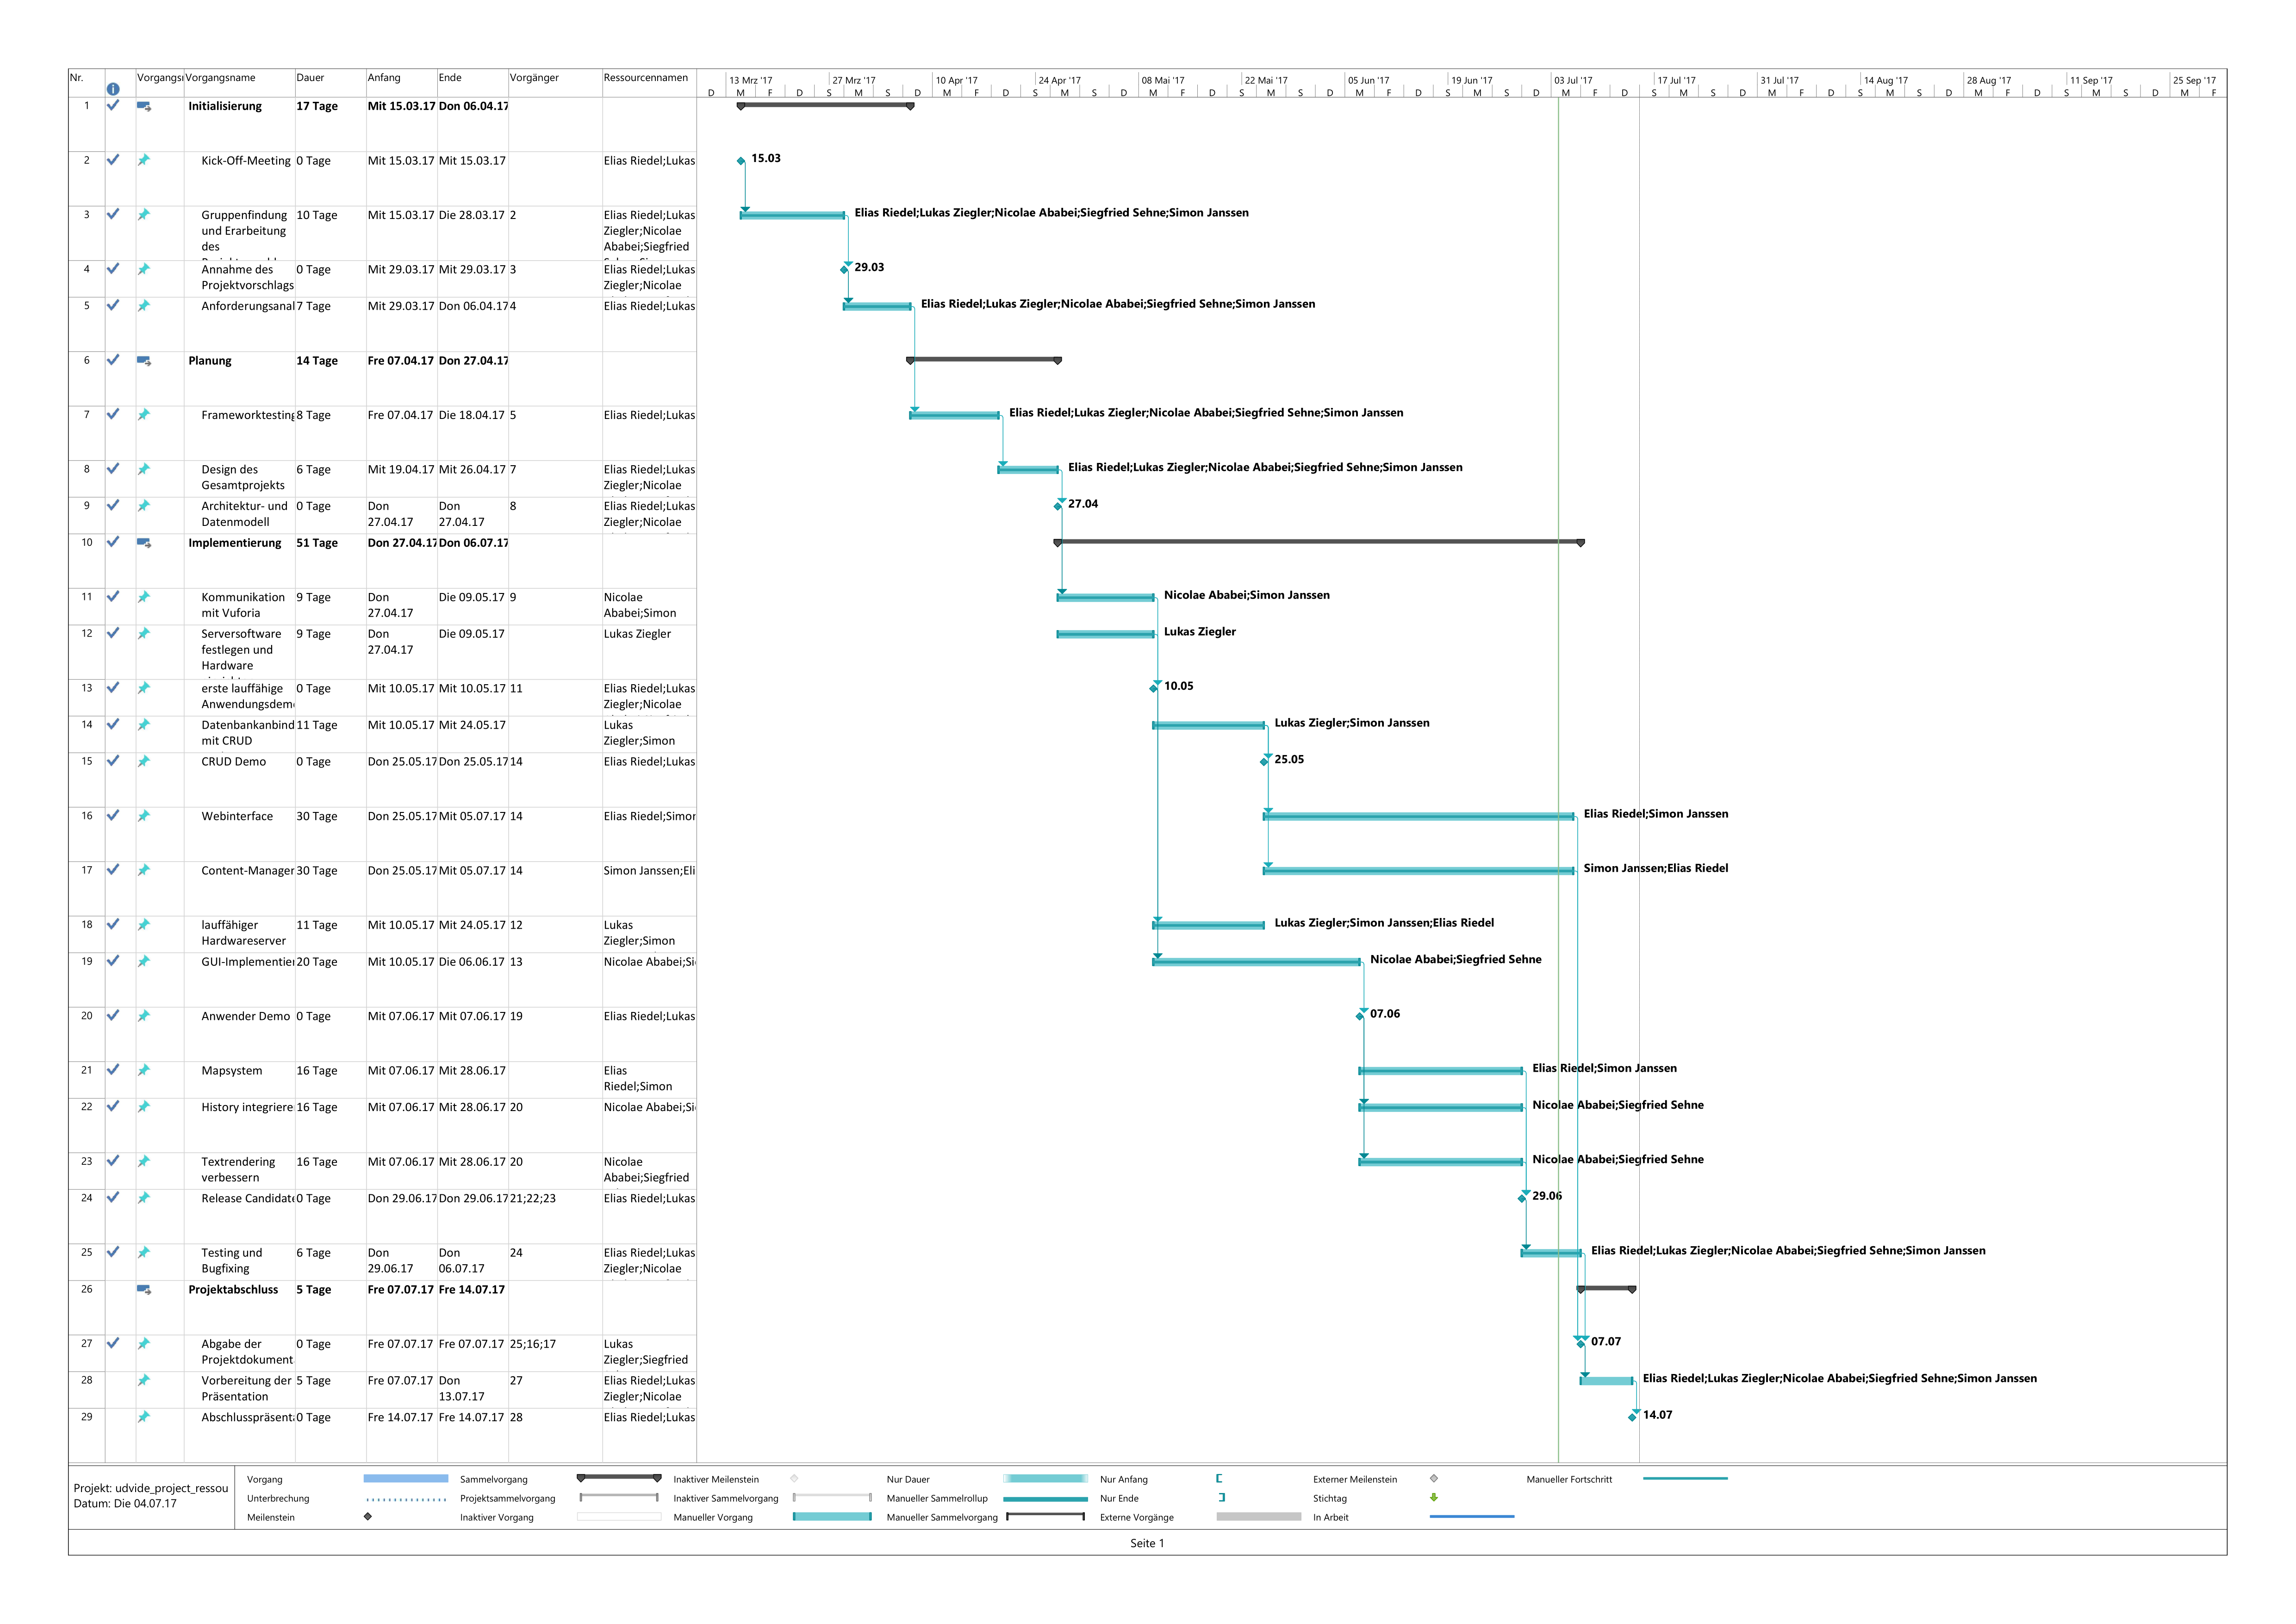 Nr. Vorgangsr Vorgangsname Dauer Anfang Ende Vorgänger Ressourcennamen
13 Mrz '17 27 Mrz '17 10 Apr '17 24 Apr '17 08 Mai '17 22 Mai '17 05 Jun '17 19 Jun '17 03 Jul '17 17 Jul '17 31 Jul '17 14 Aug '17 28 Aug '17 11 Sep '17 25 Sep '17
D M F D S M S D M F D S M S D M F D S M S D M F D S M S D M F D S M S D M F D S M S D M F D S M S D M F
1 Initialisierung 17 Tage Mit 15.03.17 Don 06.04.17
2 Kick-Off-Meeting 0 Tage Mit 15.03.17 Mit 15.03.17 Elias Riedel;Lukas
15.03
3 Gruppenfindung 10 Tage Mit 15.03.17 Die 28.03.17 2 Elias Riedel;Lukas
und Erarbeitung Ziegler;Nicolae
des Ababei;Siegfried
Elias Riedel;Lukas Ziegler;Nicolae Ababei;Siegfried Sehne;Simon Janssen
4 Annahme des 0 Tage Mit 29.03.17 Mit 29.03.17 3 Elias Riedel;Lukas
Projektvorschlags Ziegler;Nicolae
29.03
5 Anforderungsanal 7 Tage Mit 29.03.17 Don 06.04.17 4 Elias Riedel;Lukas
Elias Riedel;Lukas Ziegler;Nicolae Ababei;Siegfried Sehne;Simon Janssen
6 Planung 14 Tage Fre 07.04.17 Don 27.04.17
7 Frameworktesting 8 Tage Fre 07.04.17 Die 18.04.17 5 Elias Riedel;Lukas
Elias Riedel;Lukas Ziegler;Nicolae Ababei;Siegfried Sehne;Simon Janssen
8 Design des 6 Tage Mit 19.04.17 Mit 26.04.17 7 Elias Riedel;Lukas
Gesamtprojekts Ziegler;Nicolae
Elias Riedel;Lukas Ziegler;Nicolae Ababei;Siegfried Sehne;Simon Janssen
9 Architektur- und 0 Tage Don Don 8 Elias Riedel;Lukas
Datenmodell 27.04.17 27.04.17 Ziegler;Nicolae
27.04
10 Implementierung 51 Tage Don 27.04.17 Don 06.07.17
11 Kommunikation 9 Tage Don Die 09.05.17 9 Nicolae
mit Vuforia 27.04.17 Ababei;Simon
Nicolae Ababei;Simon Janssen
12 Serversoftware 9 Tage Don Die 09.05.17 Lukas Ziegler
festlegen und 27.04.17
Hardware
Lukas Ziegler
13 erste lauffähige 0 Tage Mit 10.05.17 Mit 10.05.17 11 Elias Riedel;Lukas
Anwendungsdem Ziegler;Nicolae
10.05
14 Datenbankanbind 11 Tage Mit 10.05.17 Mit 24.05.17 Lukas
mit CRUD Ziegler;Simon
Lukas Ziegler;Simon Janssen
15 CRUD Demo 0 Tage Don 25.05.17 Don 25.05.17 14 Elias Riedel;Lukas
25.05
16 Webinterface 30 Tage Don 25.05.17 Mit 05.07.17 14 Elias Riedel;Simon
Elias Riedel;Simon Janssen
17 Content-Manager 30 Tage Don 25.05.17 Mit 05.07.17 14 Simon Janssen;Eli
Simon Janssen;Elias Riedel
18 lauffähiger 11 Tage Mit 10.05.17 Mit 24.05.17 12 Lukas
Hardwareserver Ziegler;Simon
Lukas Ziegler;Simon Janssen;Elias Riedel
19 GUI-Implementier 20 Tage Mit 10.05.17 Die 06.06.17 13 Nicolae Ababei;Si
Nicolae Ababei;Siegfried Sehne
20 Anwender Demo 0 Tage Mit 07.06.17 Mit 07.06.17 19 Elias Riedel;Lukas
07.06
21 Mapsystem 16 Tage Mit 07.06.17 Mit 28.06.17 Elias
Riedel;Simon
Elias Riedel;Simon Janssen
22 History integriere 16 Tage Mit 07.06.17 Mit 28.06.17 20 Nicolae Ababei;Si
Nicolae Ababei;Siegfried Sehne
23 Textrendering 16 Tage Mit 07.06.17 Mit 28.06.17 20 Nicolae
verbessern Ababei;Siegfried
Nicolae Ababei;Siegfried Sehne
24 Release Candidate 0 Tage Don 29.06.17 Don 29.06.17 21;22;23 Elias Riedel;Lukas
29.06
25 Testing und 6 Tage Don Don 24 Elias Riedel;Lukas
Bugfixing 29.06.17 06.07.17 Ziegler;Nicolae
Elias Riedel;Lukas Ziegler;Nicolae Ababei;Siegfried Sehne;Simon Janssen
26 Projektabschluss 5 Tage Fre 07.07.17 Fre 14.07.17
27 Abgabe der 0 Tage Fre 07.07.17 Fre 07.07.17 25;16;17 Lukas
Projektdokument Ziegler;Siegfried
07.07
28 Vorbereitung der 5 Tage Fre 07.07.17 Don 27 Elias Riedel;Lukas
Präsentation 13.07.17 Ziegler;Nicolae
Elias Riedel;Lukas Ziegler;Nicolae Ababei;Siegfried Sehne;Simon Janssen
29 Abschlusspräsent 0 Tage Fre 14.07.17 Fre 14.07.17 28 Elias Riedel;Lukas
14.07
Projekt: udvide_project_ressou
Datum: Die 04.07.17
Vorgang Sammelvorgang Inaktiver Meilenstein Nur Dauer Nur Anfang Externer Meilenstein Manueller Fortschritt
Unterbrechung Projektsammelvorgang Inaktiver Sammelvorgang Manueller Sammelrollup Nur Ende Stichtag
Meilenstein Inaktiver Vorgang Manueller Vorgang Manueller Sammelvorgang Externe Vorgänge In Arbeit
Seite 1